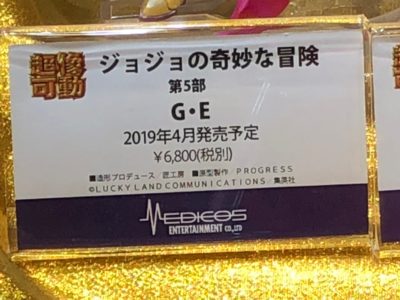 超像可動
ジョジョの奇妙な冒険
第5部
G・E
2019年4月発売予定
¥6,800(税別)
■造形プロデュース/匠工房 ■原型製作/PROGRESS
©LUCKY LAND COMMUNICATIONS/集英社
MEDICOS
ENTERTAINMENT CO.,LTD